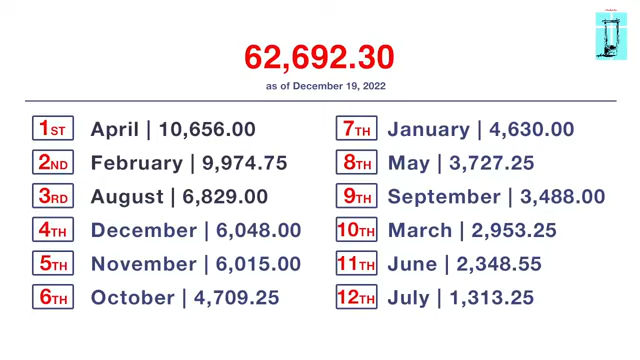 62,692.30
as of December 19, 2022
1ST April | 10,656.00
2ND February | 9,974.75
3RD August | 6,829.00
4TH December | 6,048.00
5TH November | 6,015.00
6TH October | 4,709.25
7TH January | 4,630.00
8TH May | 3,727.25
9TH September | 3,488.00
10TH March | 2,953.25
11TH June | 2,348.55
12TH July | 1,313.25